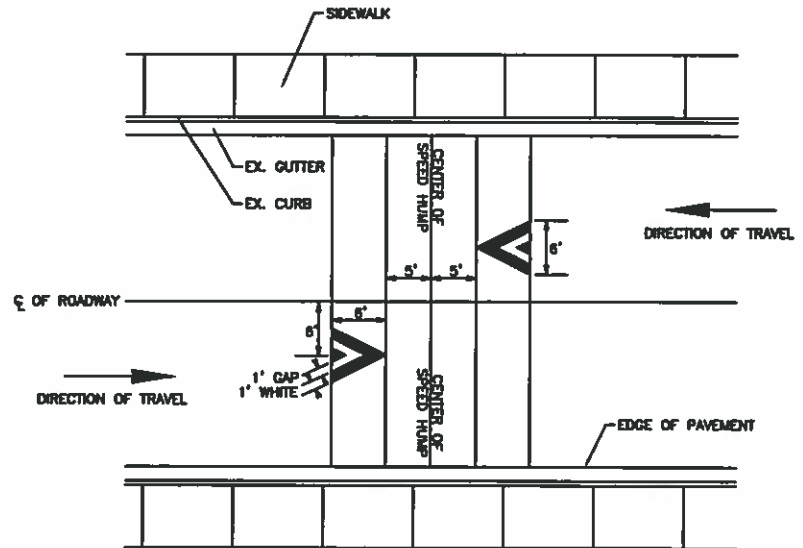 SIDEWALK
EX. GUTTER
EX. CURB
CENTER OF
SPEED HUMP
DIRECTION OF TRAVEL
6'
5'
5'
℄ OF ROADWAY
6'
6'
1' GAP
1' WHITE
DIRECTION OF TRAVEL
CENTER OF
SPEED HUMP
EDGE OF PAVEMENT